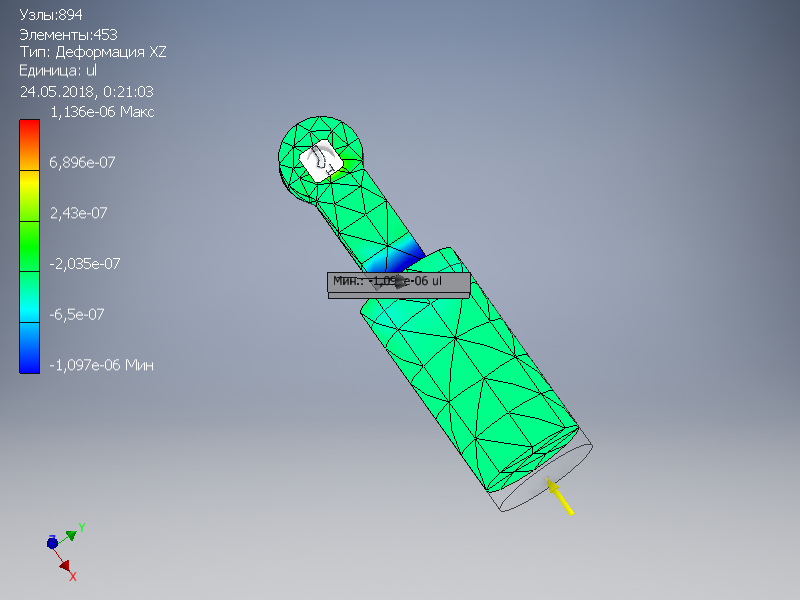 Узлы:894
Элементы:453
Тип: Деформация XZ
Единица: ul
24.05.2018, 0:21:03
1,136e-06 Макс
6,896e-07
2,43e-07
-2,035e-07
-6,5e-07
-1,097e-06 Мин
Мин.: e-06 ul
Z
Y
X